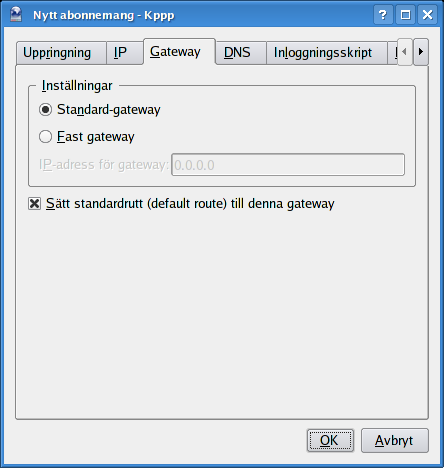 Nytt abonnemang - Kppp
Uppringning IP Gateway DNS Inloggningsskript
Inställningar
Standard-gateway
Fast gateway
IP-adress för gateway: 0.0.0.0
Sätt standardrutt (default route) till denna gateway
OK Avbryt